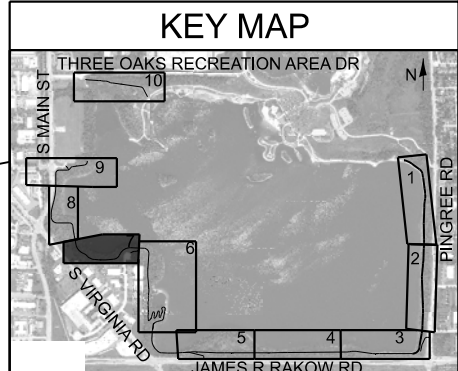 KEY MAP
THREE OAKS RECREATION AREA DR
N
10
S MAIN ST
9
1
8
PINGREE RD
2
6
S VIRGINIA RD
5
4
3
JAMES R RAKOW RD